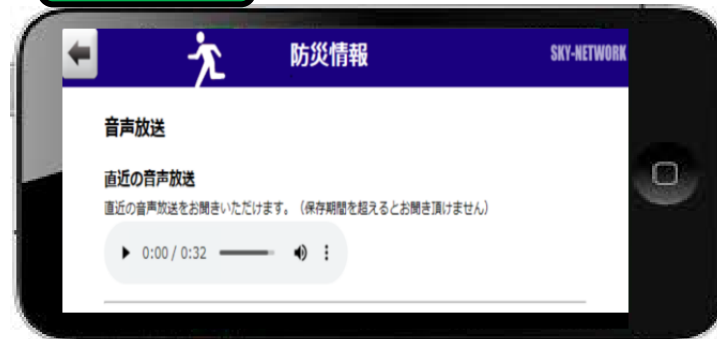 防災情報
SKY-NETWORK
音声放送
直近の音声放送
直近の音声放送をお聞きいただけます。（保存期間を超えるとお聞き頂けません）
0:00 / 0:32